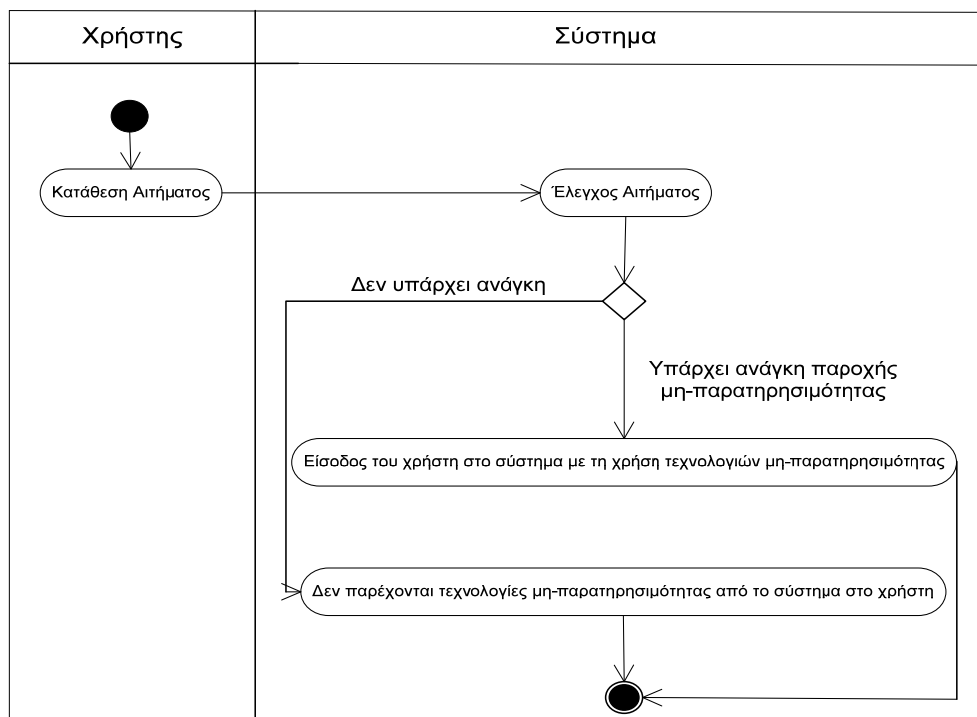 Χρήστης
Σύστημα
Κατάθεση Αιτήματος
Έλεγχος Αιτήματος
Δεν υπάρχει ανάγκη
Υπάρχει ανάγκη παροχής
μη-παρατηρησιμότητας
Είσοδος του χρήστη στο σύστημα με τη χρήση τεχνολογιών μη-παρατηρησιμότητας
Δεν παρέχονται τεχνολογίες μη-παρατηρησιμότητας από το σύστημα στο χρήστη